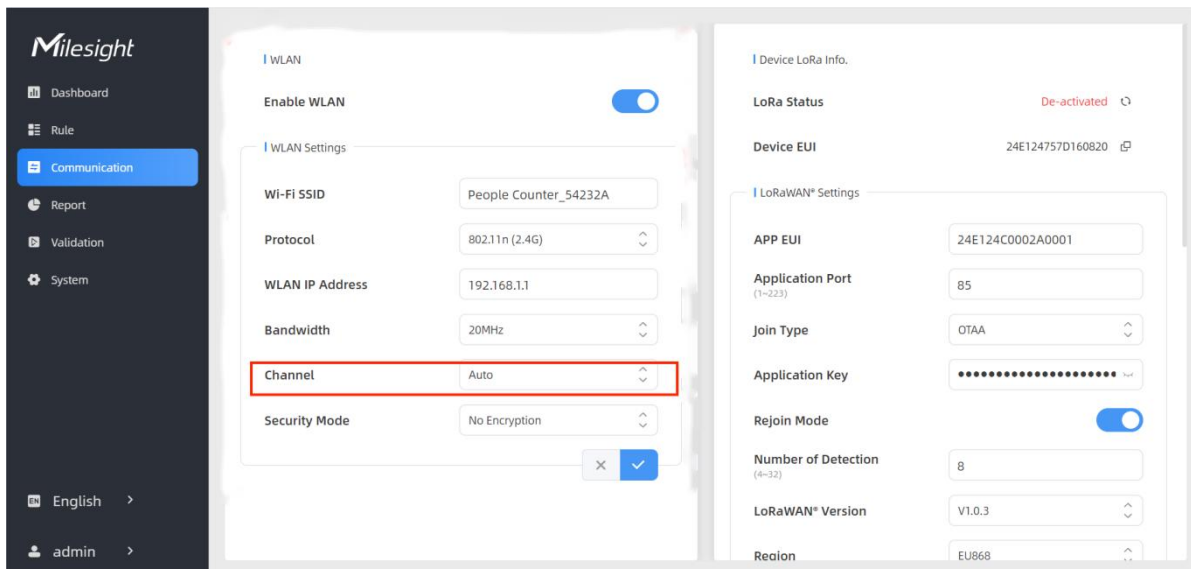 Milesight
Dashboard
Rule
Communication
Report
Validation
System
EN English >
admin >
WLAN
Enable WLAN
WLAN Settings
Wi-Fi SSID People Counter_54232A
Protocol 802.11n (2.4G)
WLAN IP Address 192.168.1.1
Bandwidth 20MHz
Channel Auto
Security Mode No Encryption
Device LoRa Info.
LoRa Status De-activated
Device EUI 24E124757D160820
LoRaWAN® Settings
APP EUI 24E124C0002A0001
Application Port 85
(1~223)
Join Type OTAA
Application Key ••••••••••••••••••••••
Rejoin Mode
Number of Detection 8
(4~32)
LoRaWAN® Version V1.0.3
Region EU868